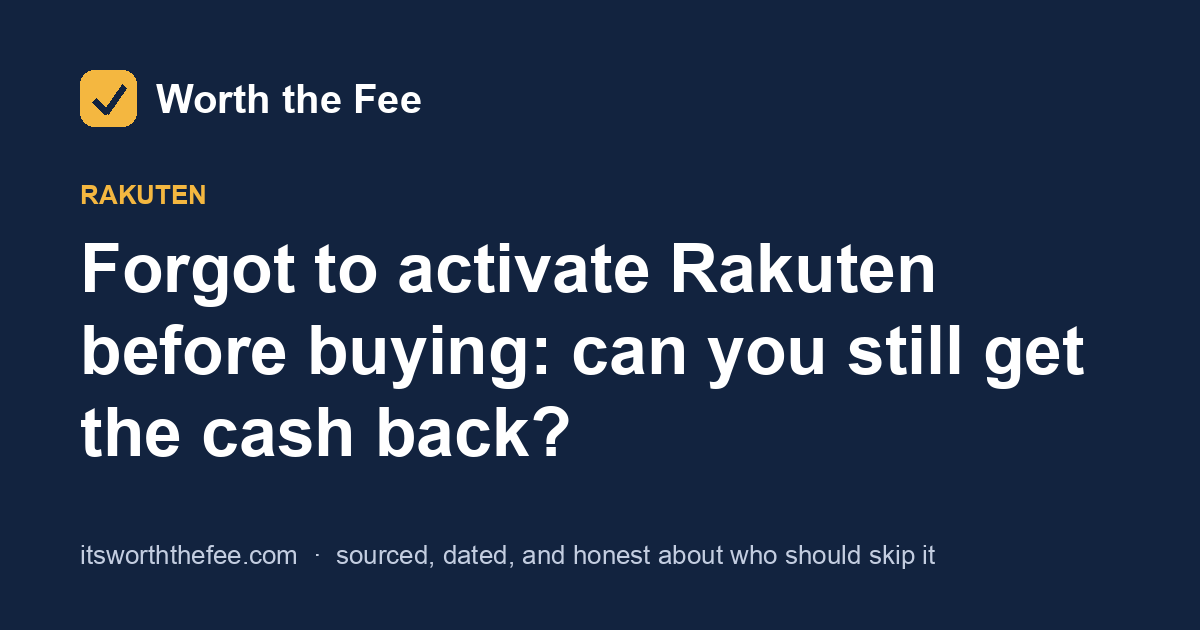 Worth the Fee
RAKUTEN
Forgot to activate Rakuten
before buying: can you still get
the cash back?
itsworththefee.com · sourced, dated, and honest about who should skip it